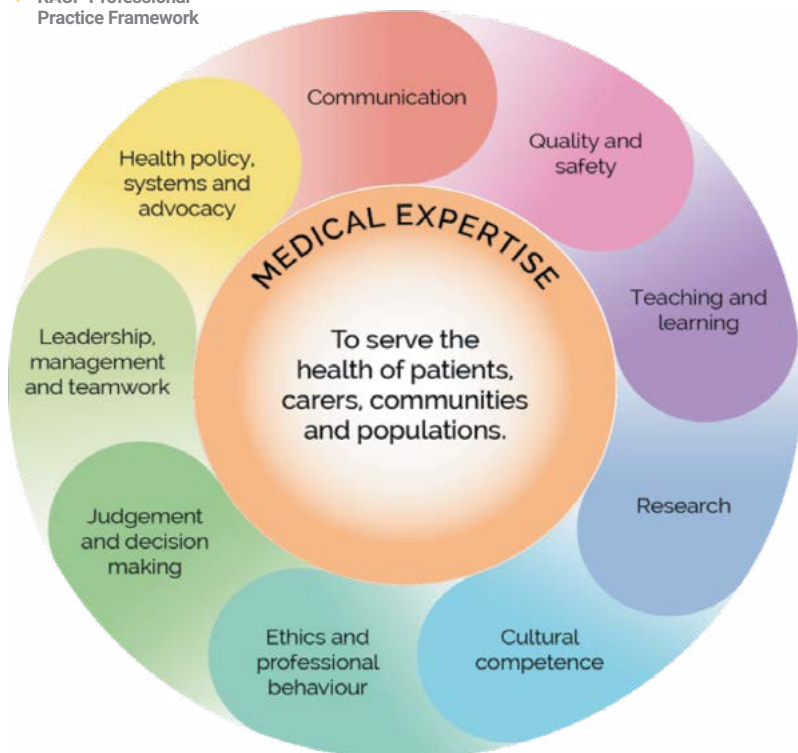 Practice Framework
Communication
Quality and
safety
Teaching and
learning
Research
Cultural
competence
Ethics and
professional
behaviour
Judgement
and decision
making
Leadership,
management
and teamwork
Health policy,
systems and
advocacy
MEDICAL EXPERTISE
To serve the
health of patients,
carers, communities
and populations.